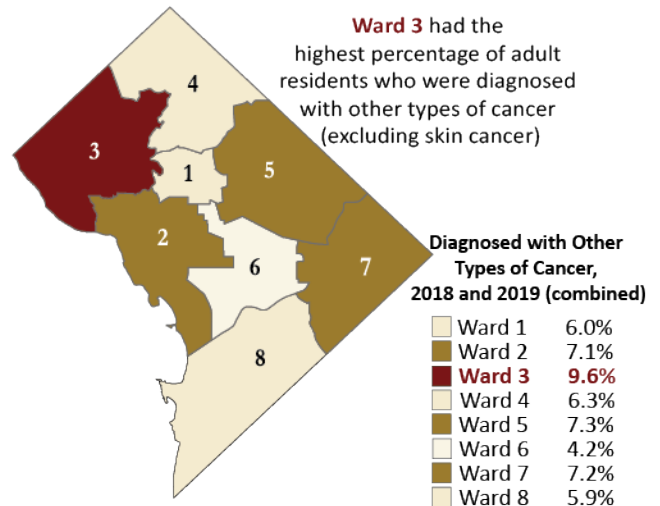 Ward 3 had the
highest percentage of adult
residents who were diagnosed
with other types of cancer
(excluding skin cancer)
4
3
1
5
2
6
7
8
Diagnosed with Other
Types of Cancer,
2018 and 2019 (combined)
Ward 1 6.0%
Ward 2 7.1%
Ward 3 9.6%
Ward 4 6.3%
Ward 5 7.3%
Ward 6 4.2%
Ward 7 7.2%
Ward 8 5.9%